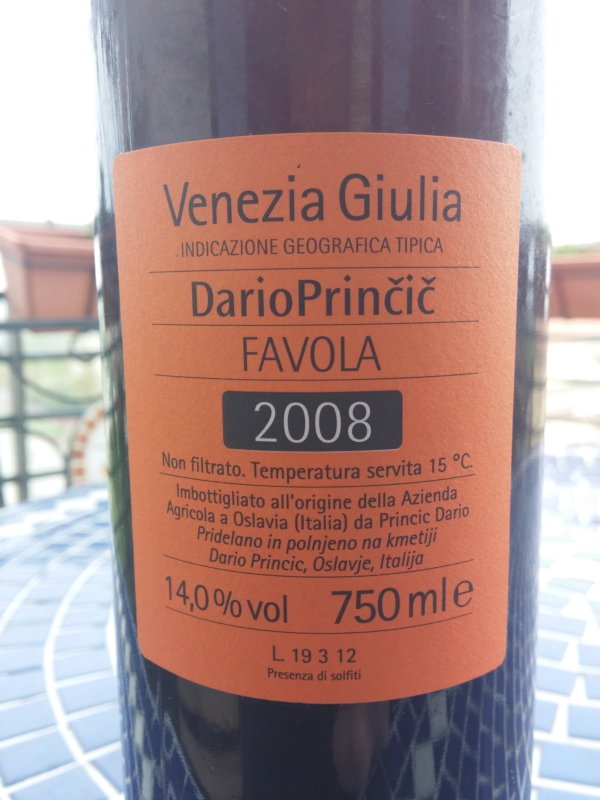 Venezia Giulia
INDICAZIONE GEOGRAFICA TIPICA
DarioPrinčič
FAVOLA
2008
Non filtrato. Temperatura servita 15 °C.
Imbottigliato all'origine della Azienda
Agricola a Oslavia (Italia) da Princic Dario
Pridelano in polnjeno na kmetiji
Dario Princic, Oslavje, Italija
14,0 % vol 750 ml e
L. 19 3 12
Presenza di solfiti